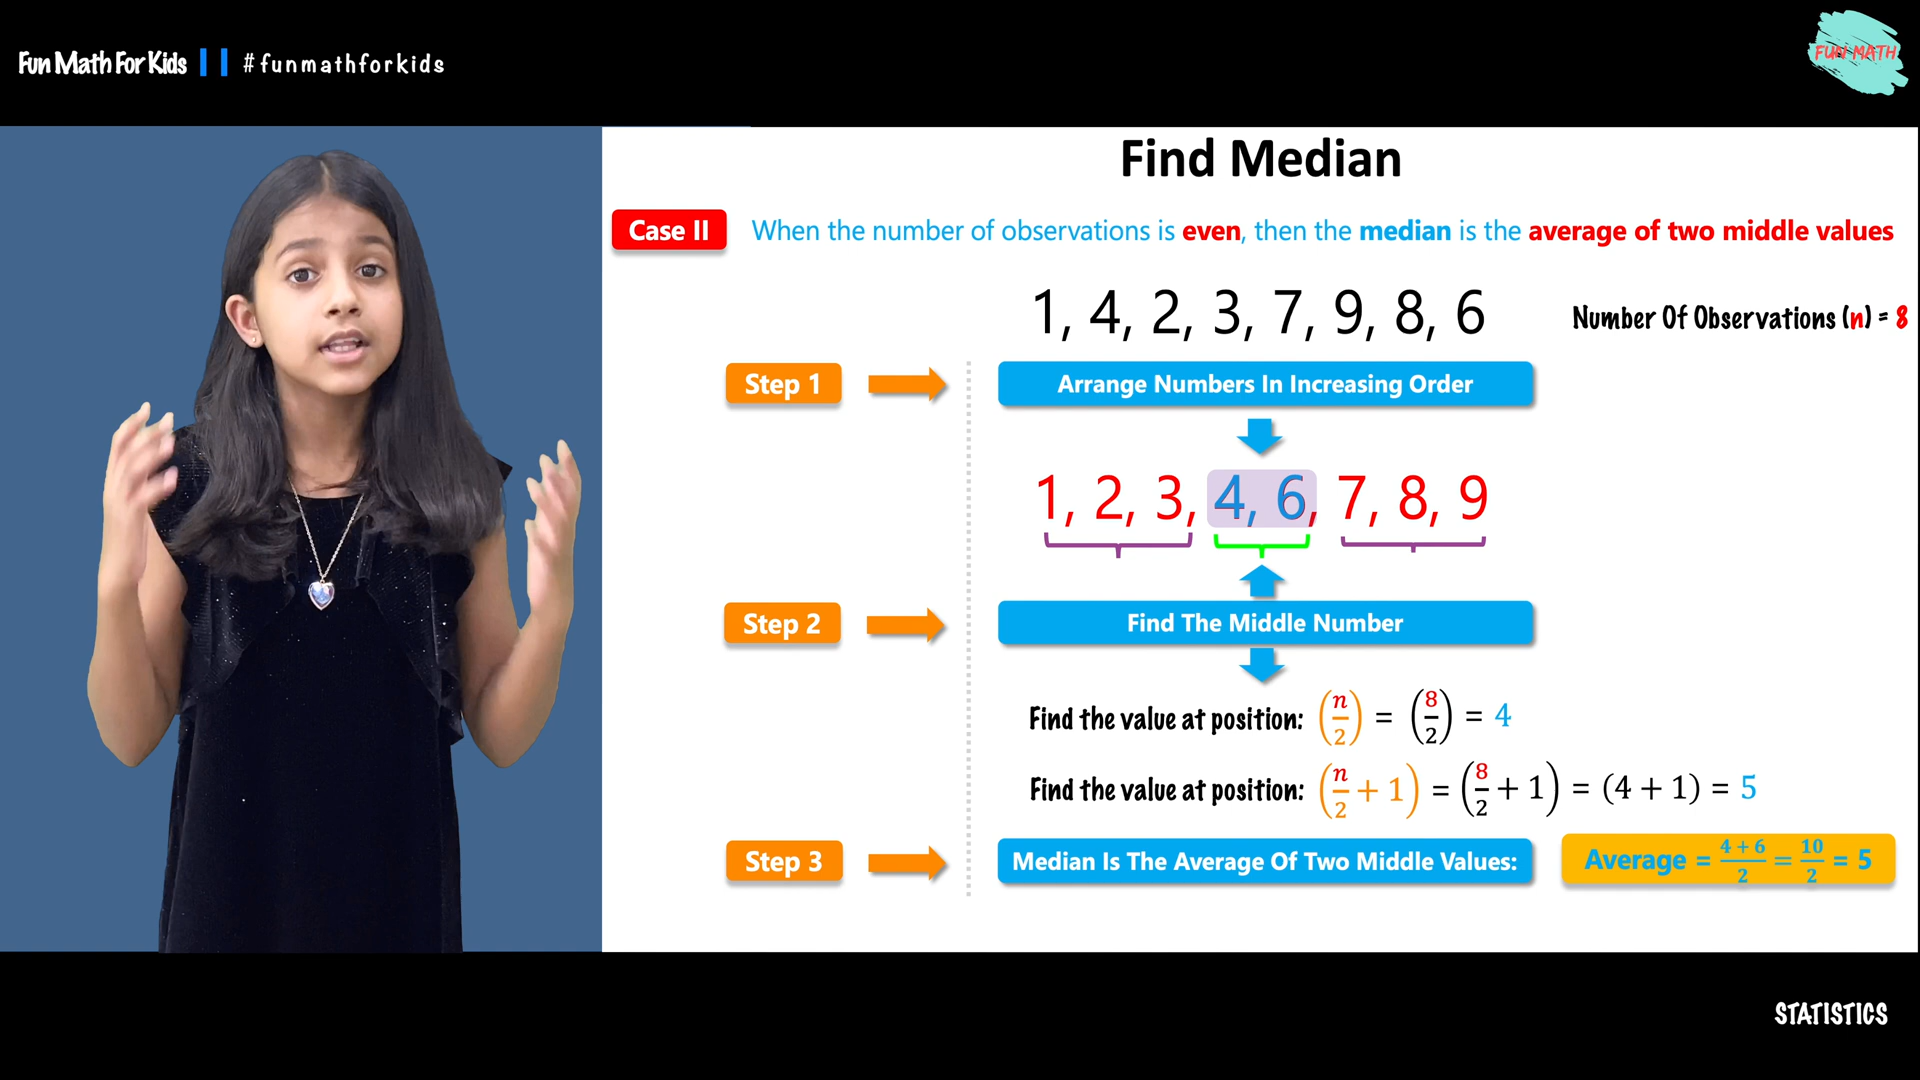 Fun Math For Kids || #funmathforkids
FUN MATH
Find Median
Case II When the number of observations is even, then the median is the average of two middle values
1, 4, 2, 3, 7, 9, 8, 6 Number Of Observations (n) = 8
Step 1 Arrange Numbers In Increasing Order
1, 2, 3, 4, 6, 7, 8, 9
Step 2 Find The Middle Number
Find the value at position: (n/2) = (8/2) = 4
Find the value at position: (n/2 + 1) = (8/2 + 1) = (4 + 1) = 5
Step 3 Median Is The Average Of Two Middle Values: Average = 4 + 6/2 = 10/2 = 5
STATISTICS